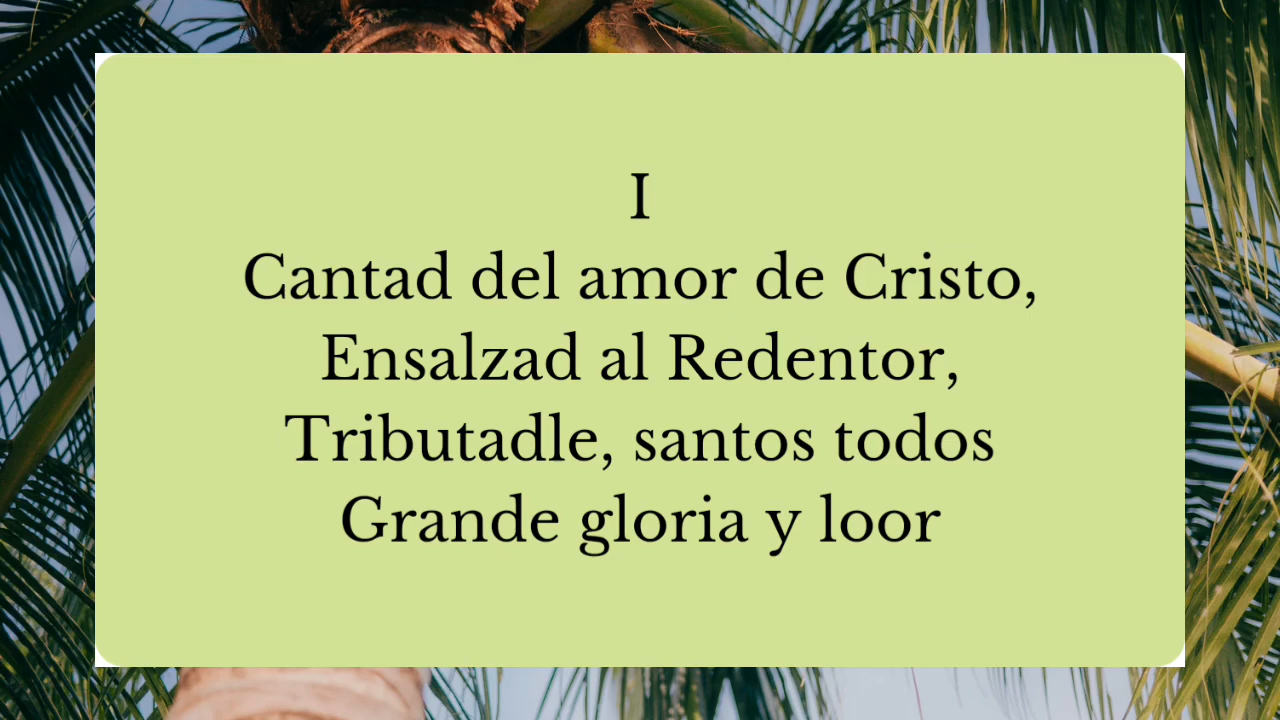 I
Cantad del amor de Cristo,
Ensalzad al Redentor,
Tributadle, santos todos
Grande gloria y loor